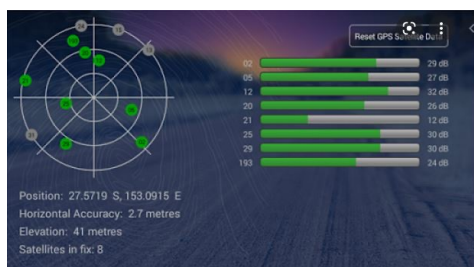 Reset GPS Satellite Data
02 29 dB
05 27 dB
12 32 dB
20 26 dB
21 12 dB
25 30 dB
29 30 dB
193 24 dB
Position: 27.5719 S, 153.0915 E
Horizontal Accuracy: 2.7 metres
Elevation: 41 metres
Satellites in fix: 8